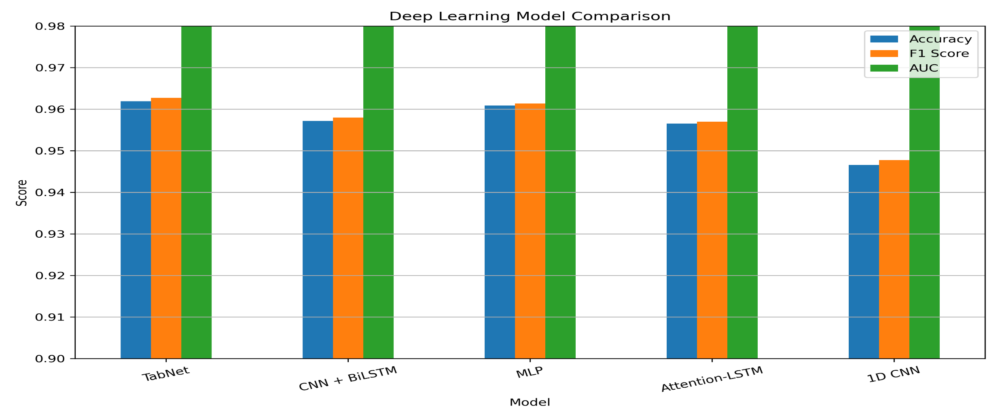 Deep Learning Model Comparison
0.98
0.97
0.96
0.95
0.94
0.93
0.92
0.91
0.90
Score
Accuracy
F1 Score
AUC
TabNet
CNN + BiLSTM
MLP
Attention-LSTM
1D CNN
Model